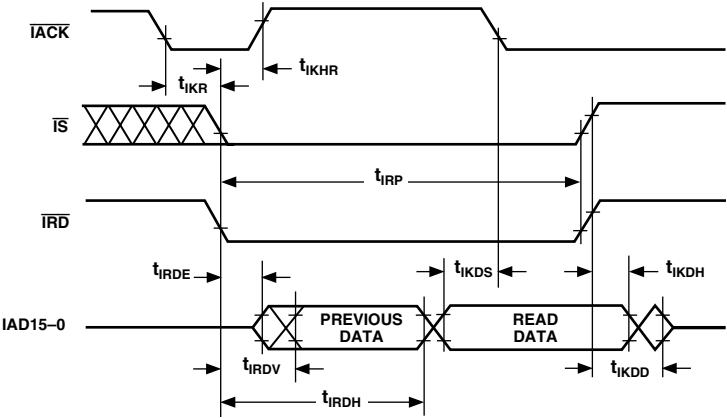 IACK
tIKHR
tIKR
IS
tIRP
IRD
tIRDE
tIKDS
tIKDH
IAD15–0
PREVIOUS
DATA
READ
DATA
tIRDV
tIKDD
tIRDH